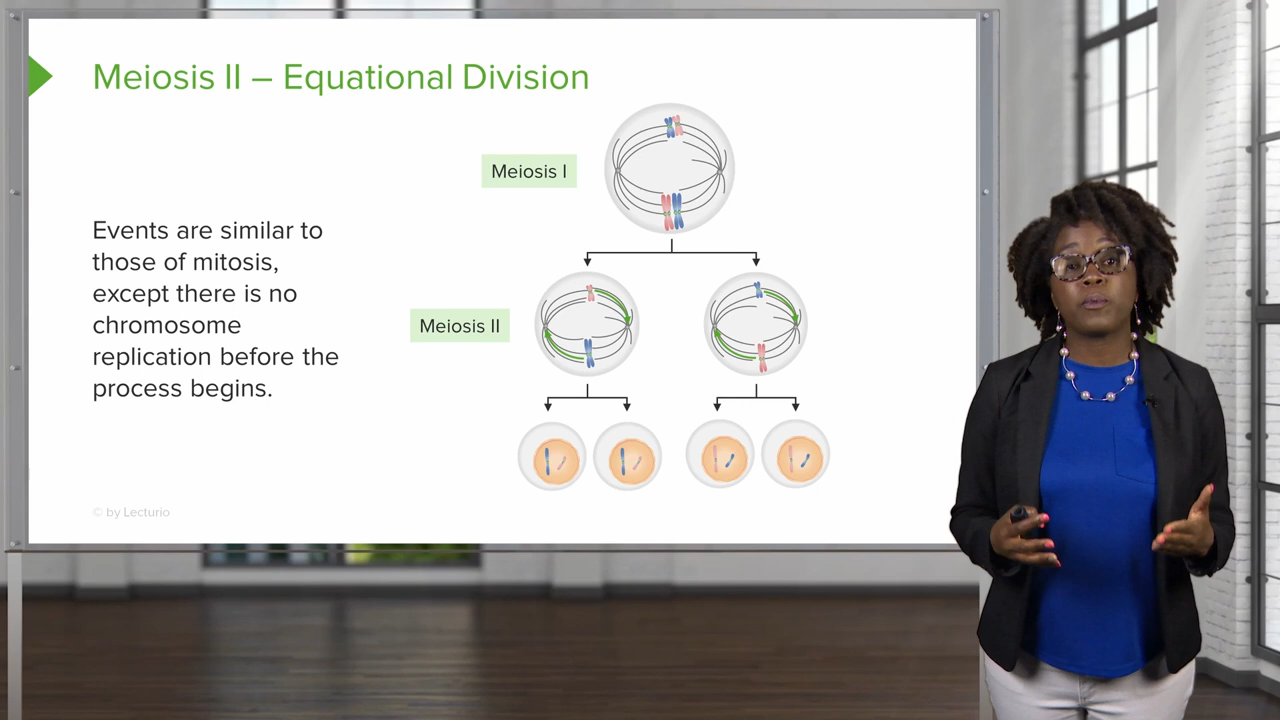 Meiosis II – Equational Division
Meiosis I
Events are similar to
those of mitosis,
except there is no
chromosome
replication before the
process begins.
Meiosis II
© by Lecturio